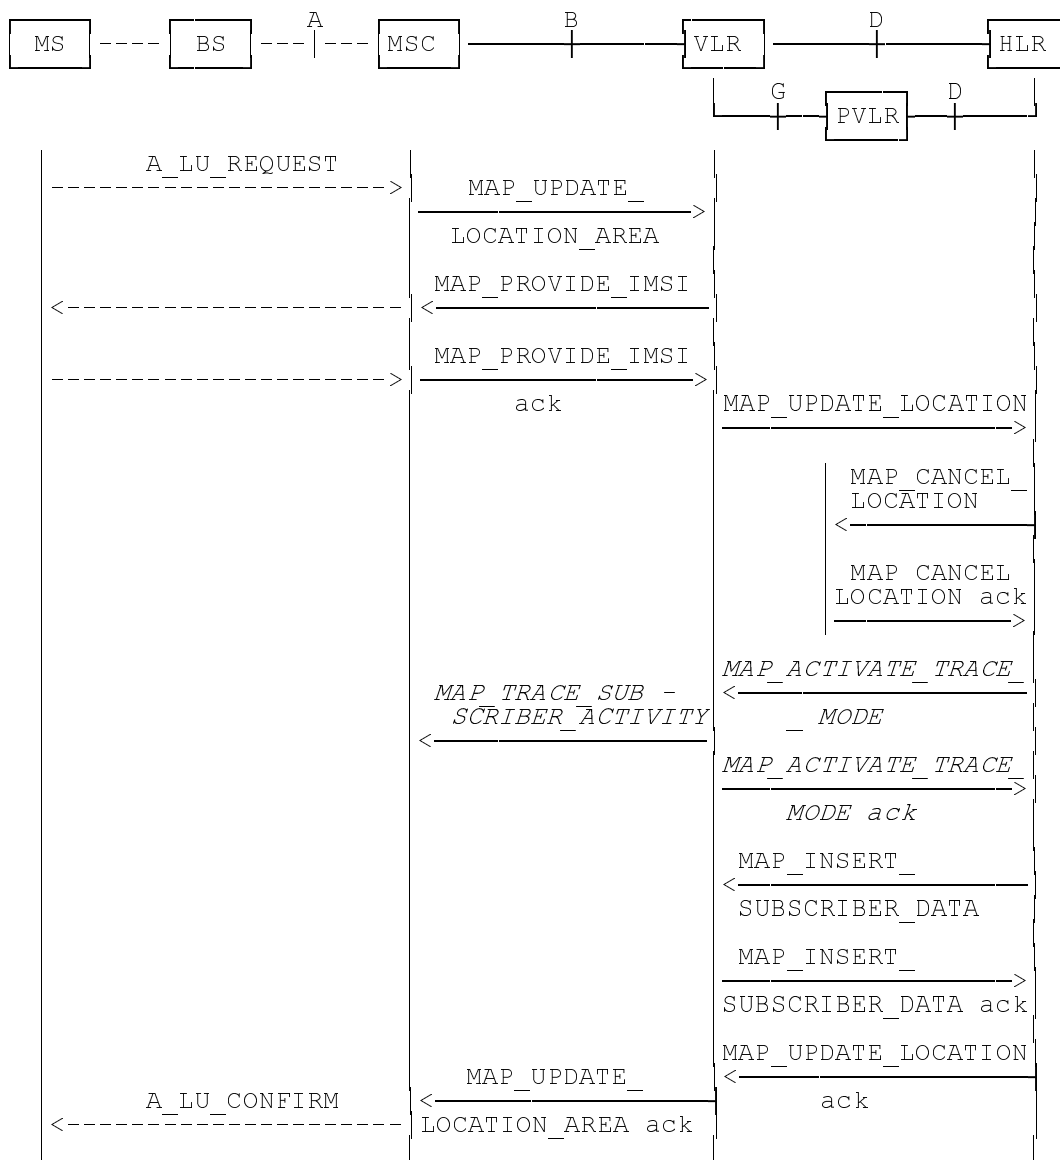 A B D
MS BS MSC VLR HLR
G D
PVLR
A_LU_REQUEST
MAP_UPDATE_
LOCATION_AREA
MAP_PROVIDE_IMSI
MAP_PROVIDE_IMSI
ack
MAP_UPDATE_LOCATION
MAP_CANCEL_
LOCATION
MAP CANCEL
LOCATION ack
MAP_ACTIVATE_TRACE_
_ MODE
MAP_TRACE_SUB -
SCRIBER_ACTIVITY
MAP_ACTIVATE_TRACE_
MODE ack
MAP_INSERT_
SUBSCRIBER_DATA
MAP_INSERT_
SUBSCRIBER_DATA ack
MAP_UPDATE_LOCATION
ack
MAP_UPDATE_
LOCATION_AREA ack
A_LU_CONFIRM